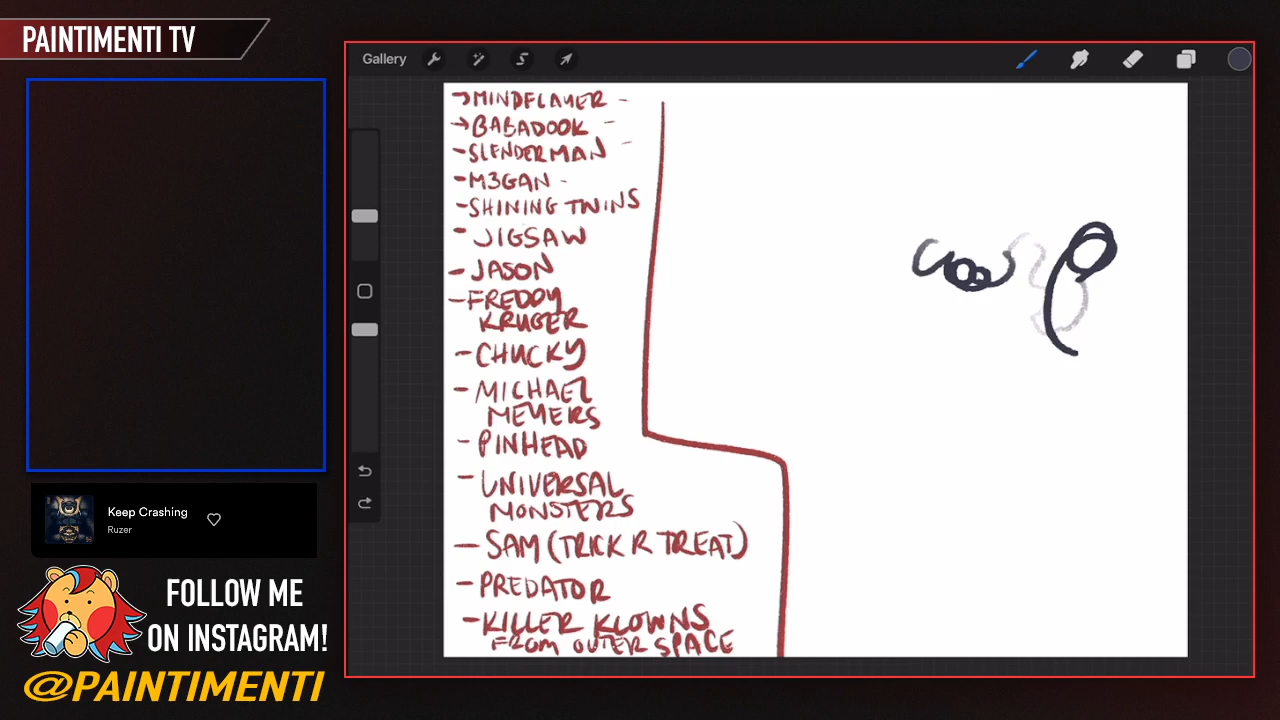 PAINTIMENTI TV
Gallery
→MINDFLAYER -
→BABADOOK -
-SLENDERMAN -
-M3GAN -
-SHINING TWINS
- JIGSAW
- JASON
-FREDDY
KRUGER
- CHUCKY
- MICHAEL
MEYERS
- PINHEAD
- UNIVERSAL
MONSTERS
- SAM (TRICK R TREAT)
- PREDATOR
- KILLER KLOWNS
FROM OUTER SPACE
Keep Crashing
Ruzer
FOLLOW ME
ON INSTAGRAM!
@PAINTIMENTI